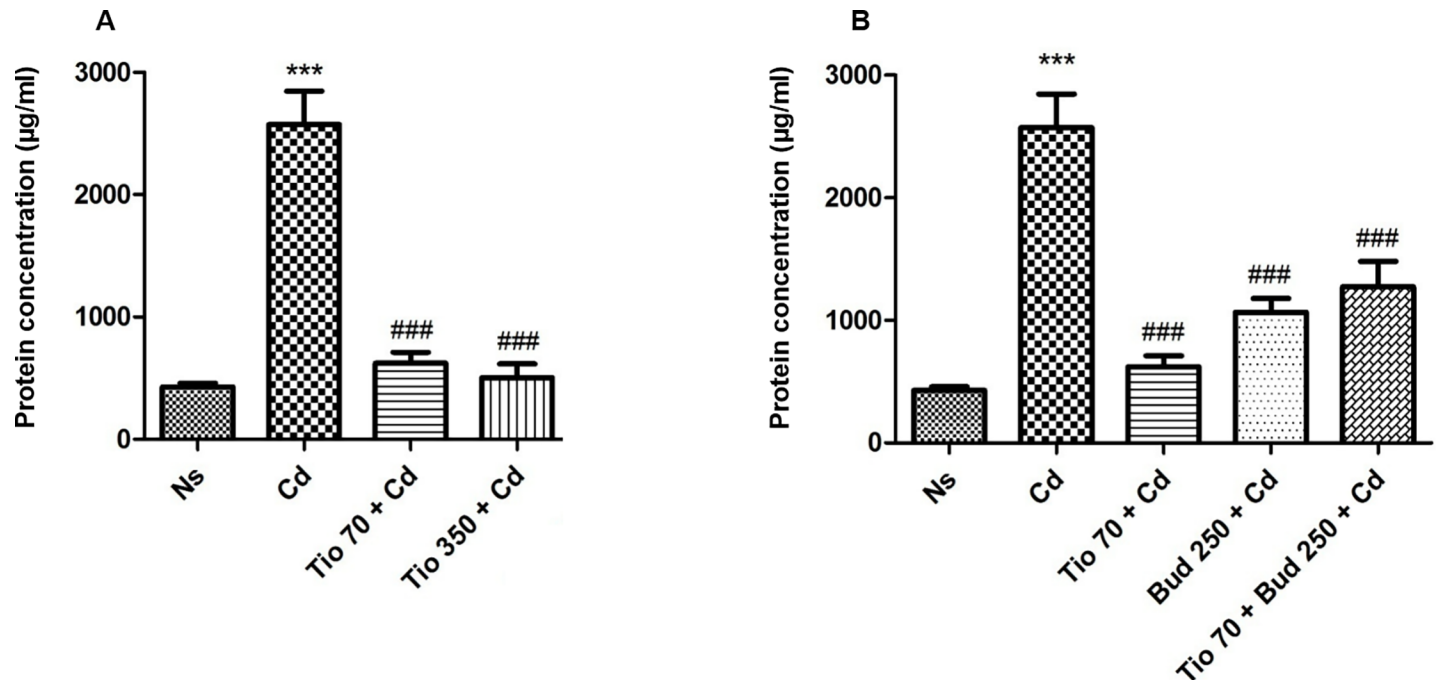 A
Protein concentration (µg/ml)
3000
2000
1000
0
***
###
###
Ns
Cd
Tio 70 + Cd
Tio 350 + Cd
B
Protein concentration (µg/ml)
3000
2000
1000
0
***
###
###
###
Ns
Cd
Tio 70 + Cd
Bud 250 + Cd
Tio 70 + Bud 250 + Cd